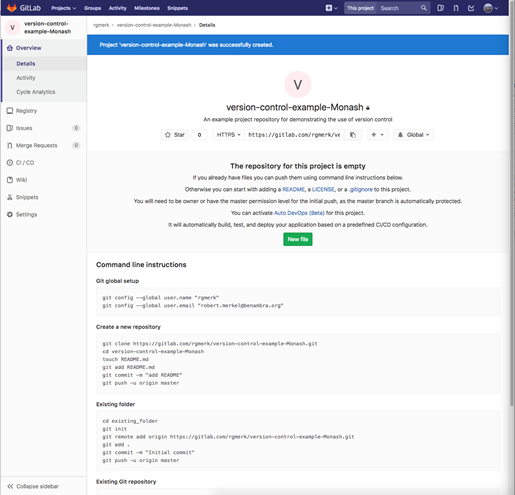 GitLab Projects Groups Activity Milestones Snippets This project Search
V version-control-example-Monash
rgmerk › version-control-example-Monash › Details
Overview
Details
Activity
Cycle Analytics
Registry
Issues 0
Merge Requests 0
CI / CD
Wiki
Snippets
Settings
Collapse sidebar
Project 'version-control-example-Monash' was successfully created.
V
version-control-example-Monash
An example project repository for demonstrating the use of version control
Star 0 HTTPS https://gitlab.com/rgmerk/ve + Global
The repository for this project is empty
If you already have files you can push them using command line instructions below.
Otherwise you can start with adding a README, a LICENSE, or a .gitignore to this project.
You will need to be owner or have the master permission level for the initial push, as the master branch is automatically protected.
You can activate Auto DevOps (Beta) for this project.
It will automatically build, test, and deploy your application based on a predefined CI/CD configuration.
New file
Command line instructions
Git global setup
git config --global user.name "rgmerk"
git config --global user.email "robert.merkel@benambra.org"
Create a new repository
git clone https://gitlab.com/rgmerk/version-control-example-Monash.git
cd version-control-example-Monash
touch README.md
git add README.md
git commit -m "add README"
git push -u origin master
Existing folder
cd existing_folder
git init
git remote add origin https://gitlab.com/rgmerk/version-control-example-Monash.git
git add .
git commit -m "Initial commit"
git push -u origin master
Existing Git repository